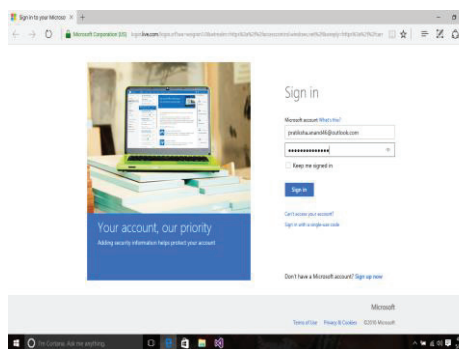 Sign in to your Microso
Microsoft Corporation [US]
Sign in
Microsoft account What's this?
Keep me signed in
Sign in
Can't access your account?
Sign in with a single-use code
Your account, our priority
Adding security information helps protect your account
Don't have a Microsoft account? Sign up now
Microsoft
Terms of Use Privacy & Cookies ©2016 Microsoft
I'm Cortana. Ask me anything.